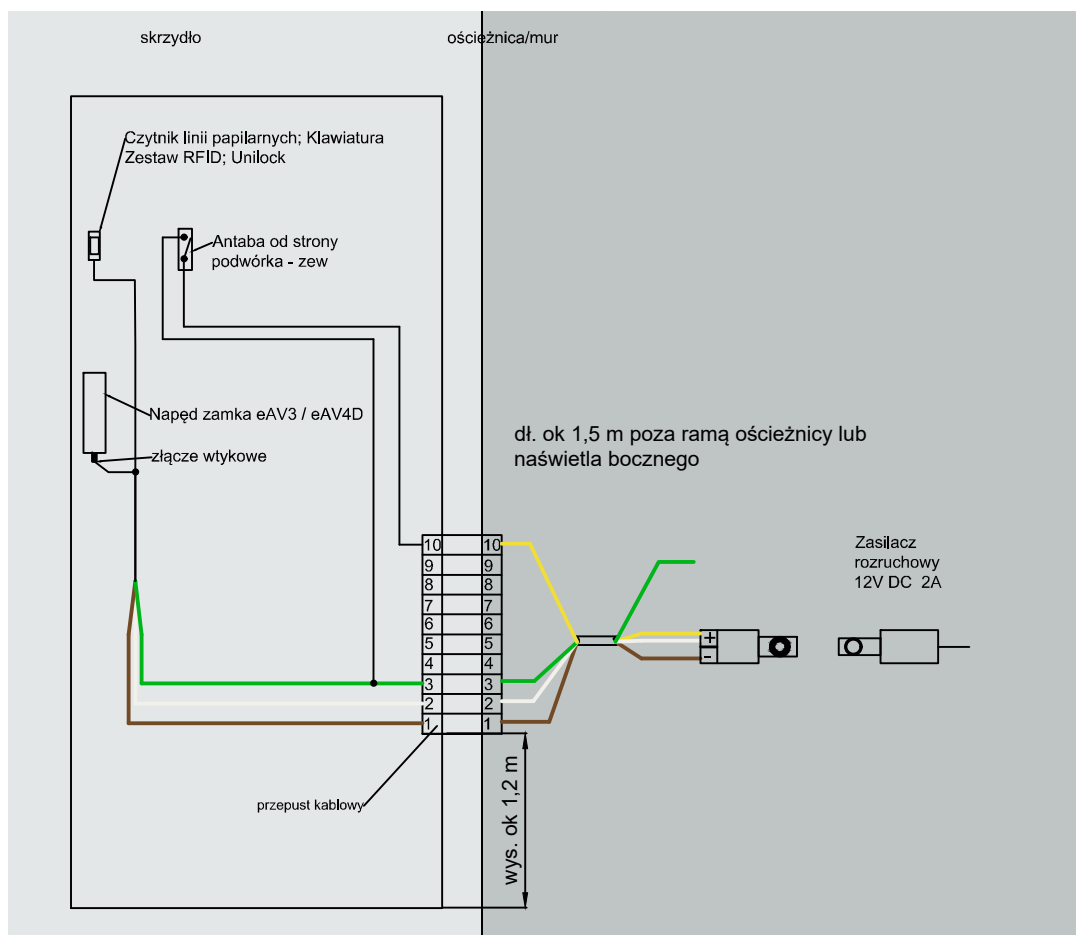 skrzydło
ościeżnica/mur
Czytnik linii papilarnych; Klawiatura
Zestaw RFID; Unilock
Antaba od strony
podwórka - zew
Napęd zamka eAV3 / eAV4D
złącze wtykowe
dł. ok 1,5 m poza ramą ościeżnicy lub
naświetla bocznego
Zasilacz
rozruchowy
12V DC 2A
10 10
9 9
8 8
7 7
6 6
5 5
4 4
3 3
2 2
1 1
+
-
przepust kablowy
wys. ok 1,2 m